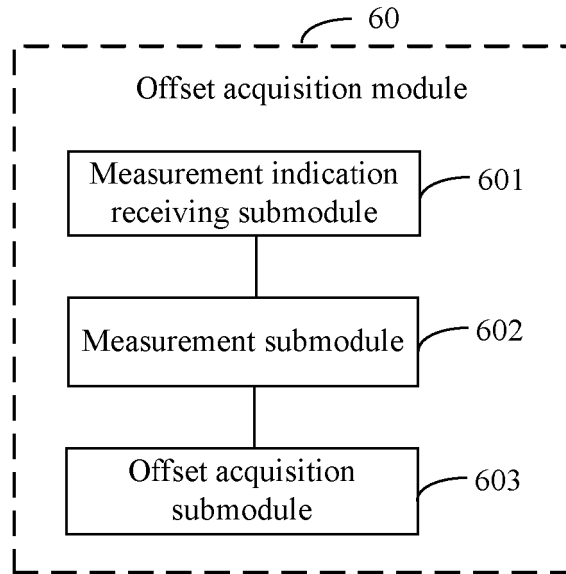 60
Offset acquisition module
Measurement indication
receiving submodule
601
Measurement submodule
602
Offset acquisition
submodule
603